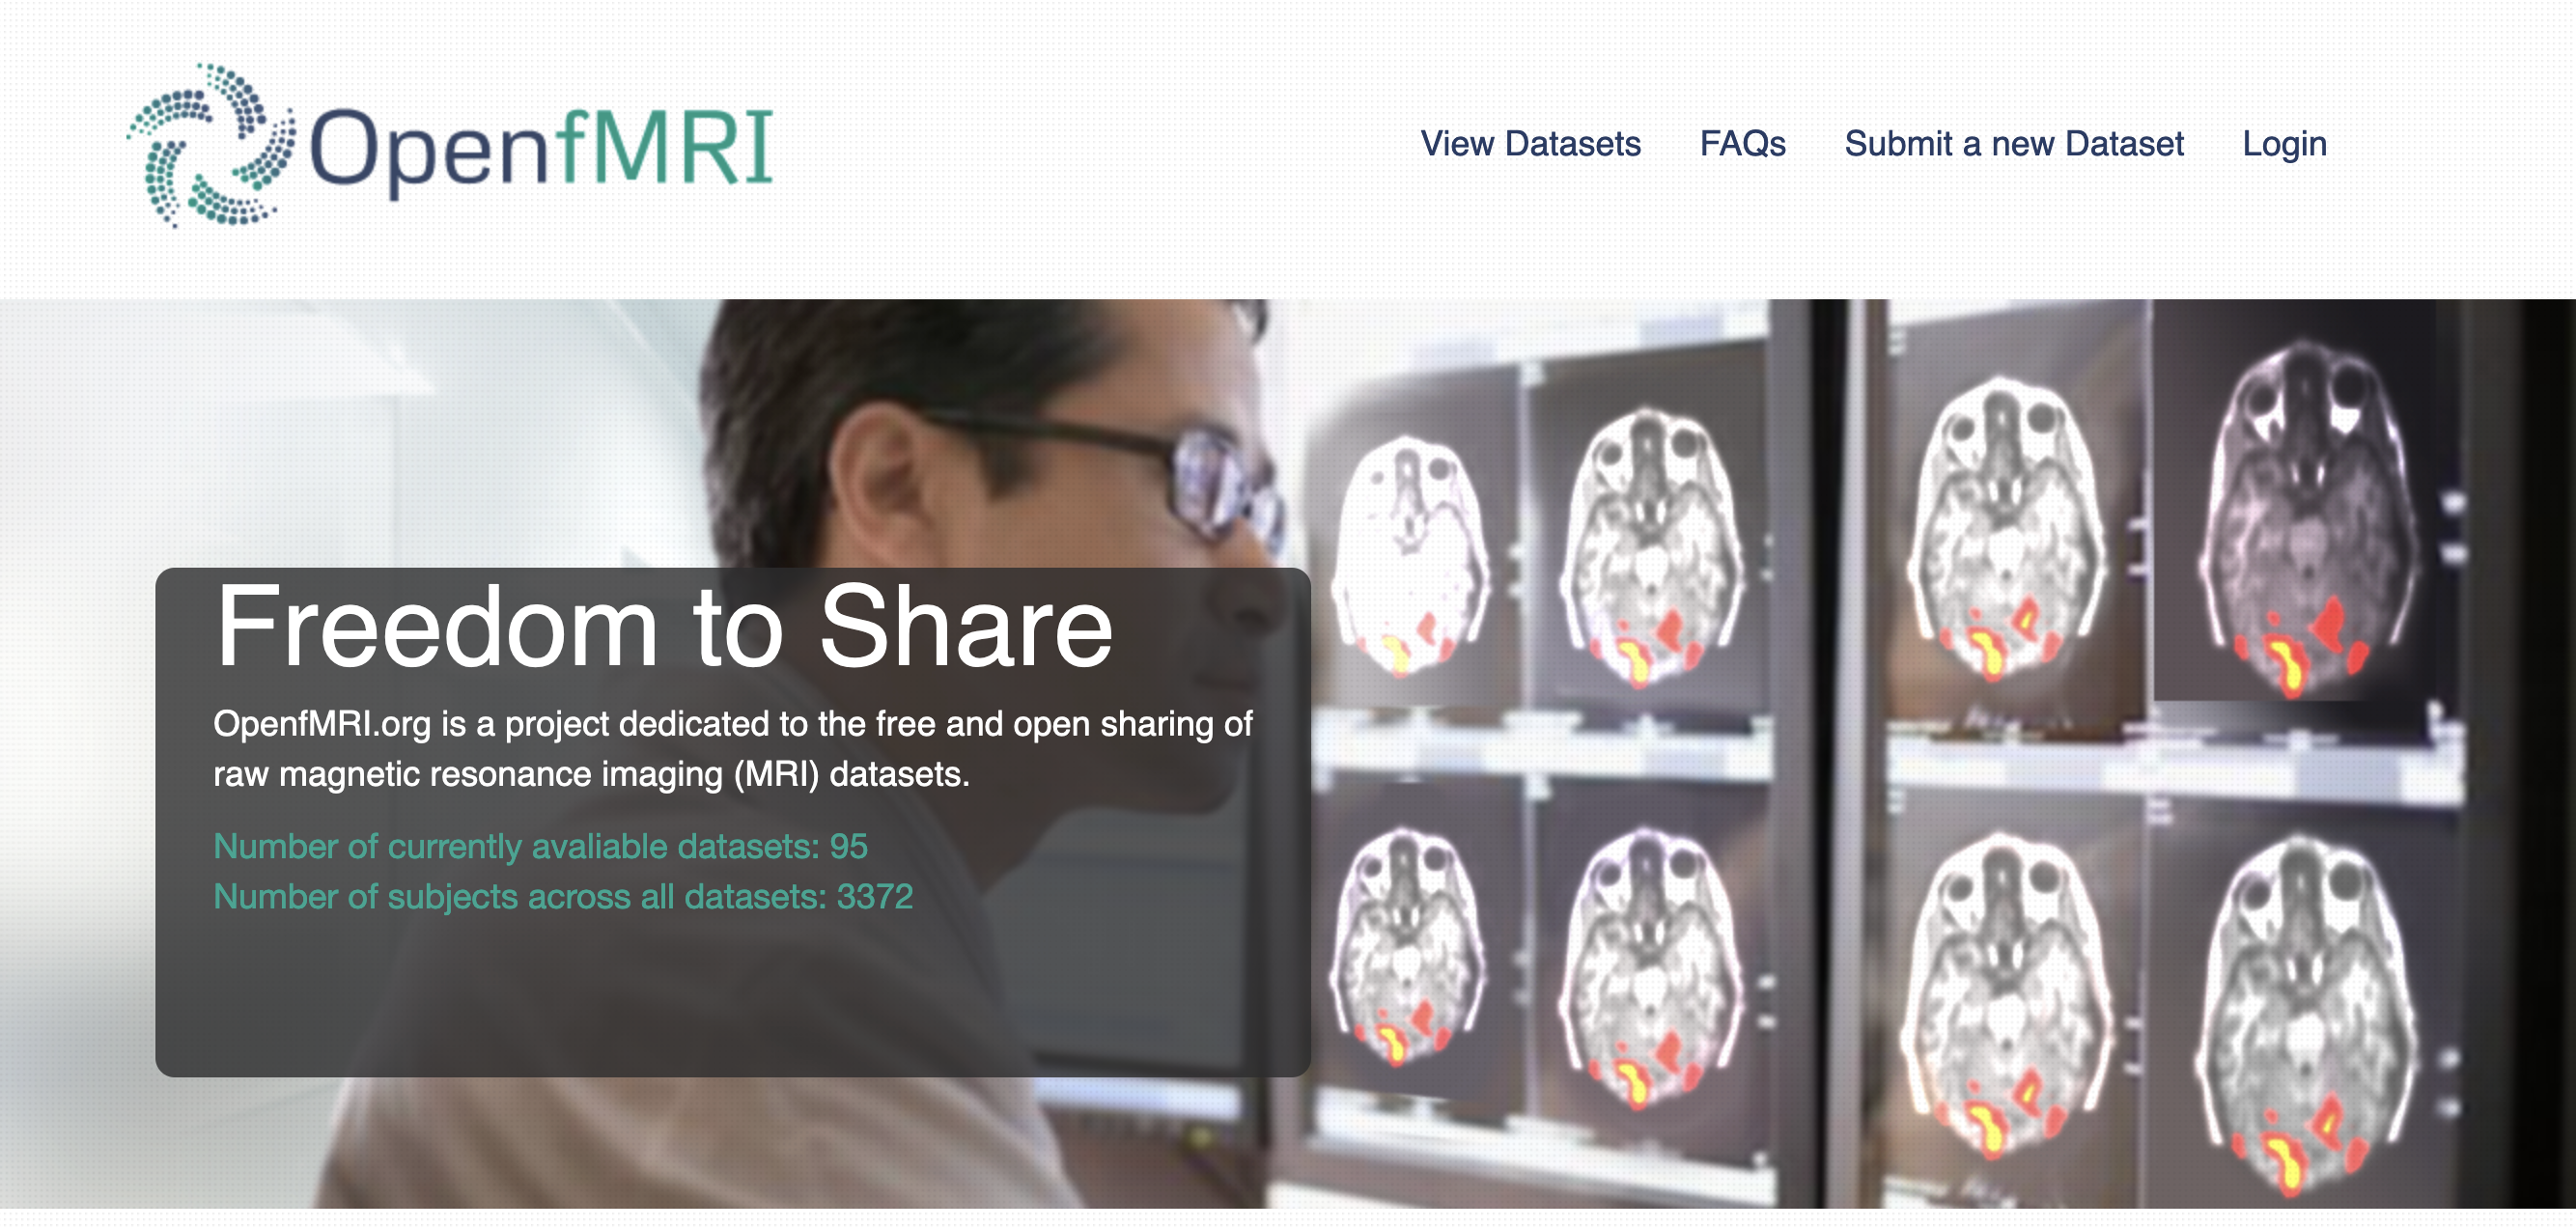 OpenfMRI
View Datasets FAQs Submit a new Dataset Login
Freedom to Share
OpenfMRI.org is a project dedicated to the free and open sharing of
raw magnetic resonance imaging (MRI) datasets.
Number of currently avaliable datasets: 95
Number of subjects across all datasets: 3372